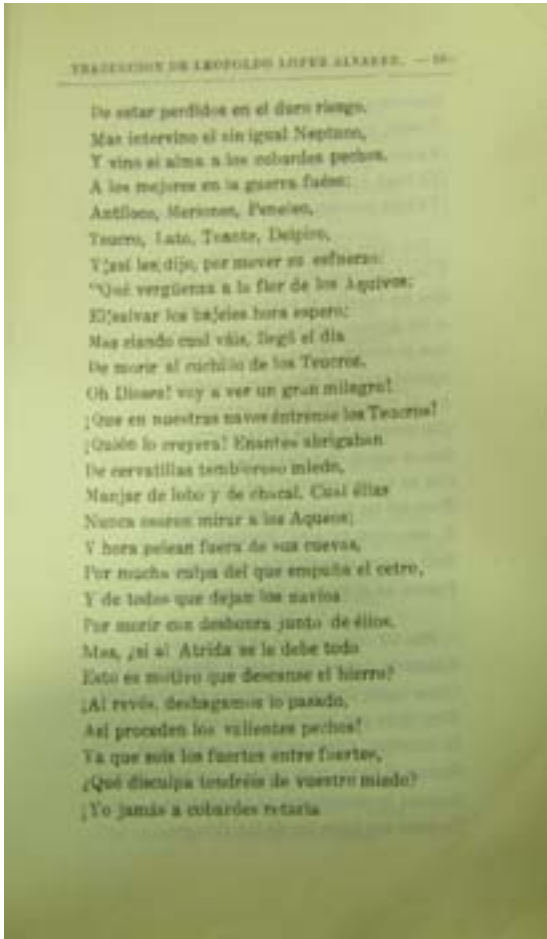 TRADUCCION DE LEOPOLDO LOPEZ ALVAREZ. —
De estar perdidos en el duro riesgo,
Mas intervino el sin igual Neptuno,
Y vino el alma a los cobardes pechos.
A los mejores en la guerra fuése:
Antíloco, Meriones, Peneleo,
Teucro, Leto, Toante, Deipiro,
Y así les dijo, por mover su esfuerzo:
"Qué vergüenza a la flor de los Aquivos:
El salvar los bajeles hora espero;
Mas ciando cual váis, llegó el día
De morir al cuchillo de los Teucros.
Oh Dioses! voy a ver un gran milagro!
¡Que en nuestras naves éntrense los Teucros!
¡Quién lo creyera! Enantes abrigaban
De cervatillas tembloroso miedo,
Manjar de lobo y de chacal. Cual éllas
Nunca osaron mirar a los Aqueos;
Y hora pelean fuera de sus cuevas,
Por mucha culpa del que empuña el cetro,
Y de todos que dejan los navíos
Por morir con deshonra junto de éllos.
Mas, ¿si al Atrida se le debe todo
Esto es motivo que descanse el hierro?
¡Al revés, deshagamos lo pasado,
Así proceden los valientes pechos!
Ya que sois los fuertes entre fuertes,
¿Qué disculpa tendréis de vuestro miedo?
¡Yo jamás a cobardes retaría